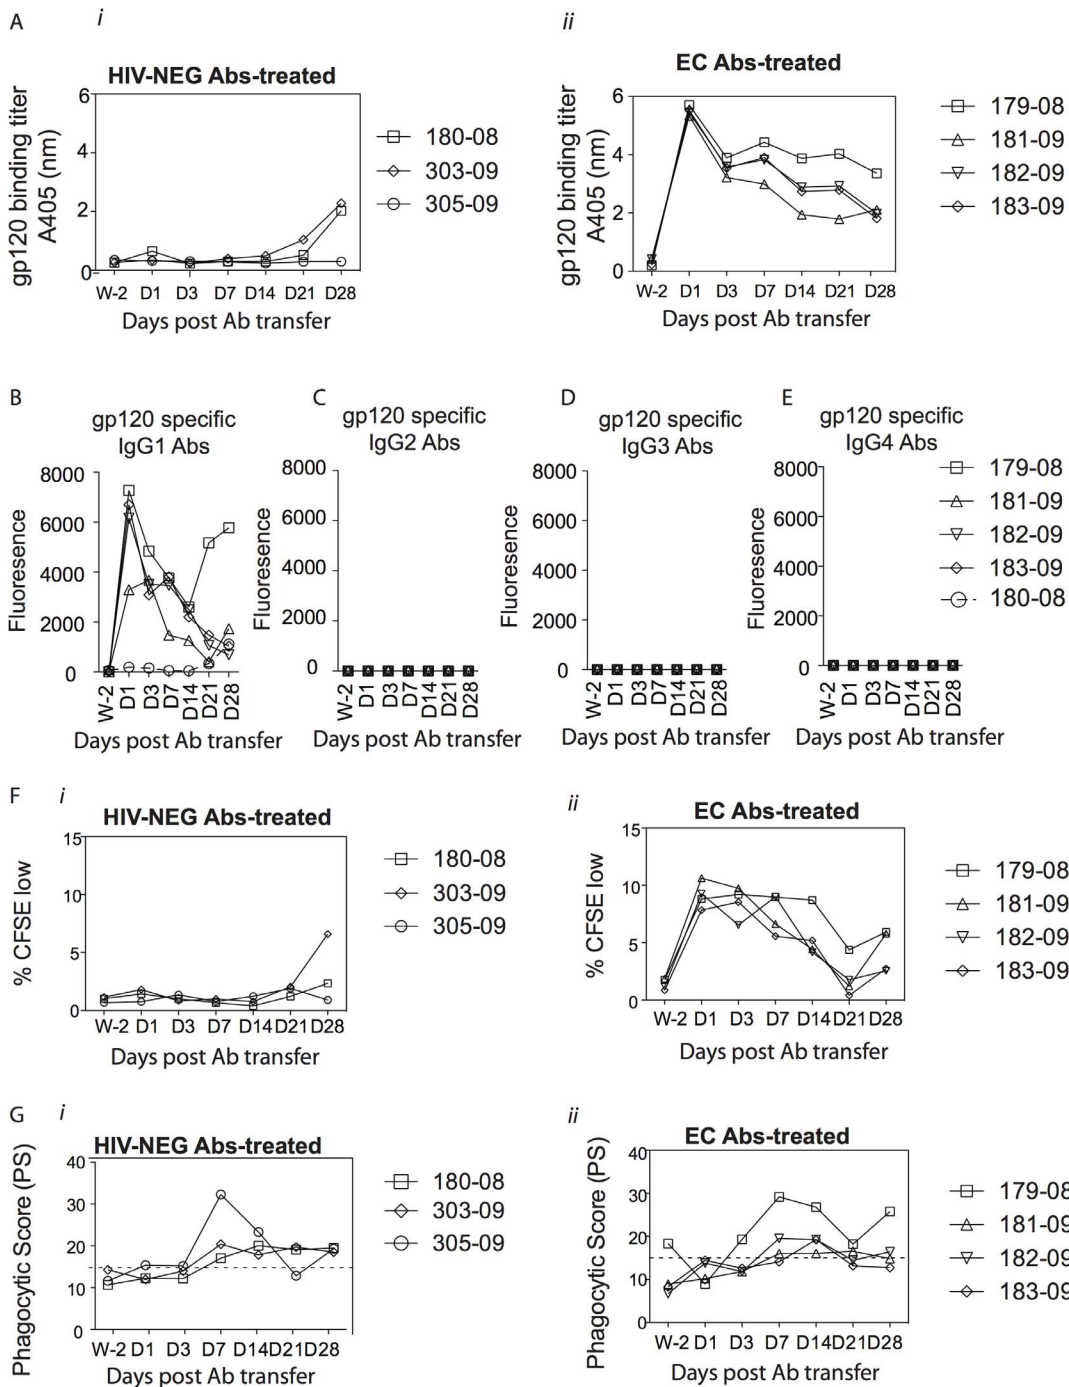 A
i
HIV-NEG Abs-treated
gp120 binding titer
A405 (nm)
6
4
2
0
W-2 D1 D3 D7 D14 D21 D28
Days post Ab transfer
180-08
303-09
305-09
ii
EC Abs-treated
gp120 binding titer
A405 (nm)
6
4
2
0
W-2 D1 D3 D7 D14 D21 D28
Days post Ab transfer
179-08
181-09
182-09
183-09
B
gp120 specific
IgG1 Abs
Fluoresence
8000
6000
4000
2000
0
W-2 D1 D3 D7 D14 D21 D28
Days post Ab transfer
C
gp120 specific
IgG2 Abs
Fluoresence
8000
6000
4000
2000
0
W-2 D1 D3 D7 D14 D21 D28
Days post Ab transfer
D
gp120 specific
IgG3 Abs
Fluoresence
8000
6000
4000
2000
0
W-2 D1 D3 D7 D14 D21 D28
Days post Ab transfer
E
gp120 specific
IgG4 Abs
Fluoresence
8000
6000
4000
2000
0
W-2 D1 D3 D7 D14 D21 D28
Days post Ab transfer
179-08
181-09
182-09
183-09
180-08
F
i
HIV-NEG Abs-treated
% CFSE low
15
10
5
0
W-2 D1 D3 D7 D14 D21 D28
Days post Ab transfer
180-08
303-09
305-09
ii
EC Abs-treated
% CFSE low
15
10
5
0
W-2 D1 D3 D7 D14 D21 D28
Days post Ab transfer
179-08
181-09
182-09
183-09
G
i
HIV-NEG Abs-treated
Phagocytic Score (PS)
40
30
20
10
0
W-2 D1 D3 D7 D14 D21 D28
Days post Ab transfer
180-08
303-09
305-09
ii
EC Abs-treated
Phagocytic Score (PS)
40
30
20
10
0
W-2 D1 D3 D7 D14 D21 D28
Days post Ab transfer
179-08
181-09
182-09
183-09